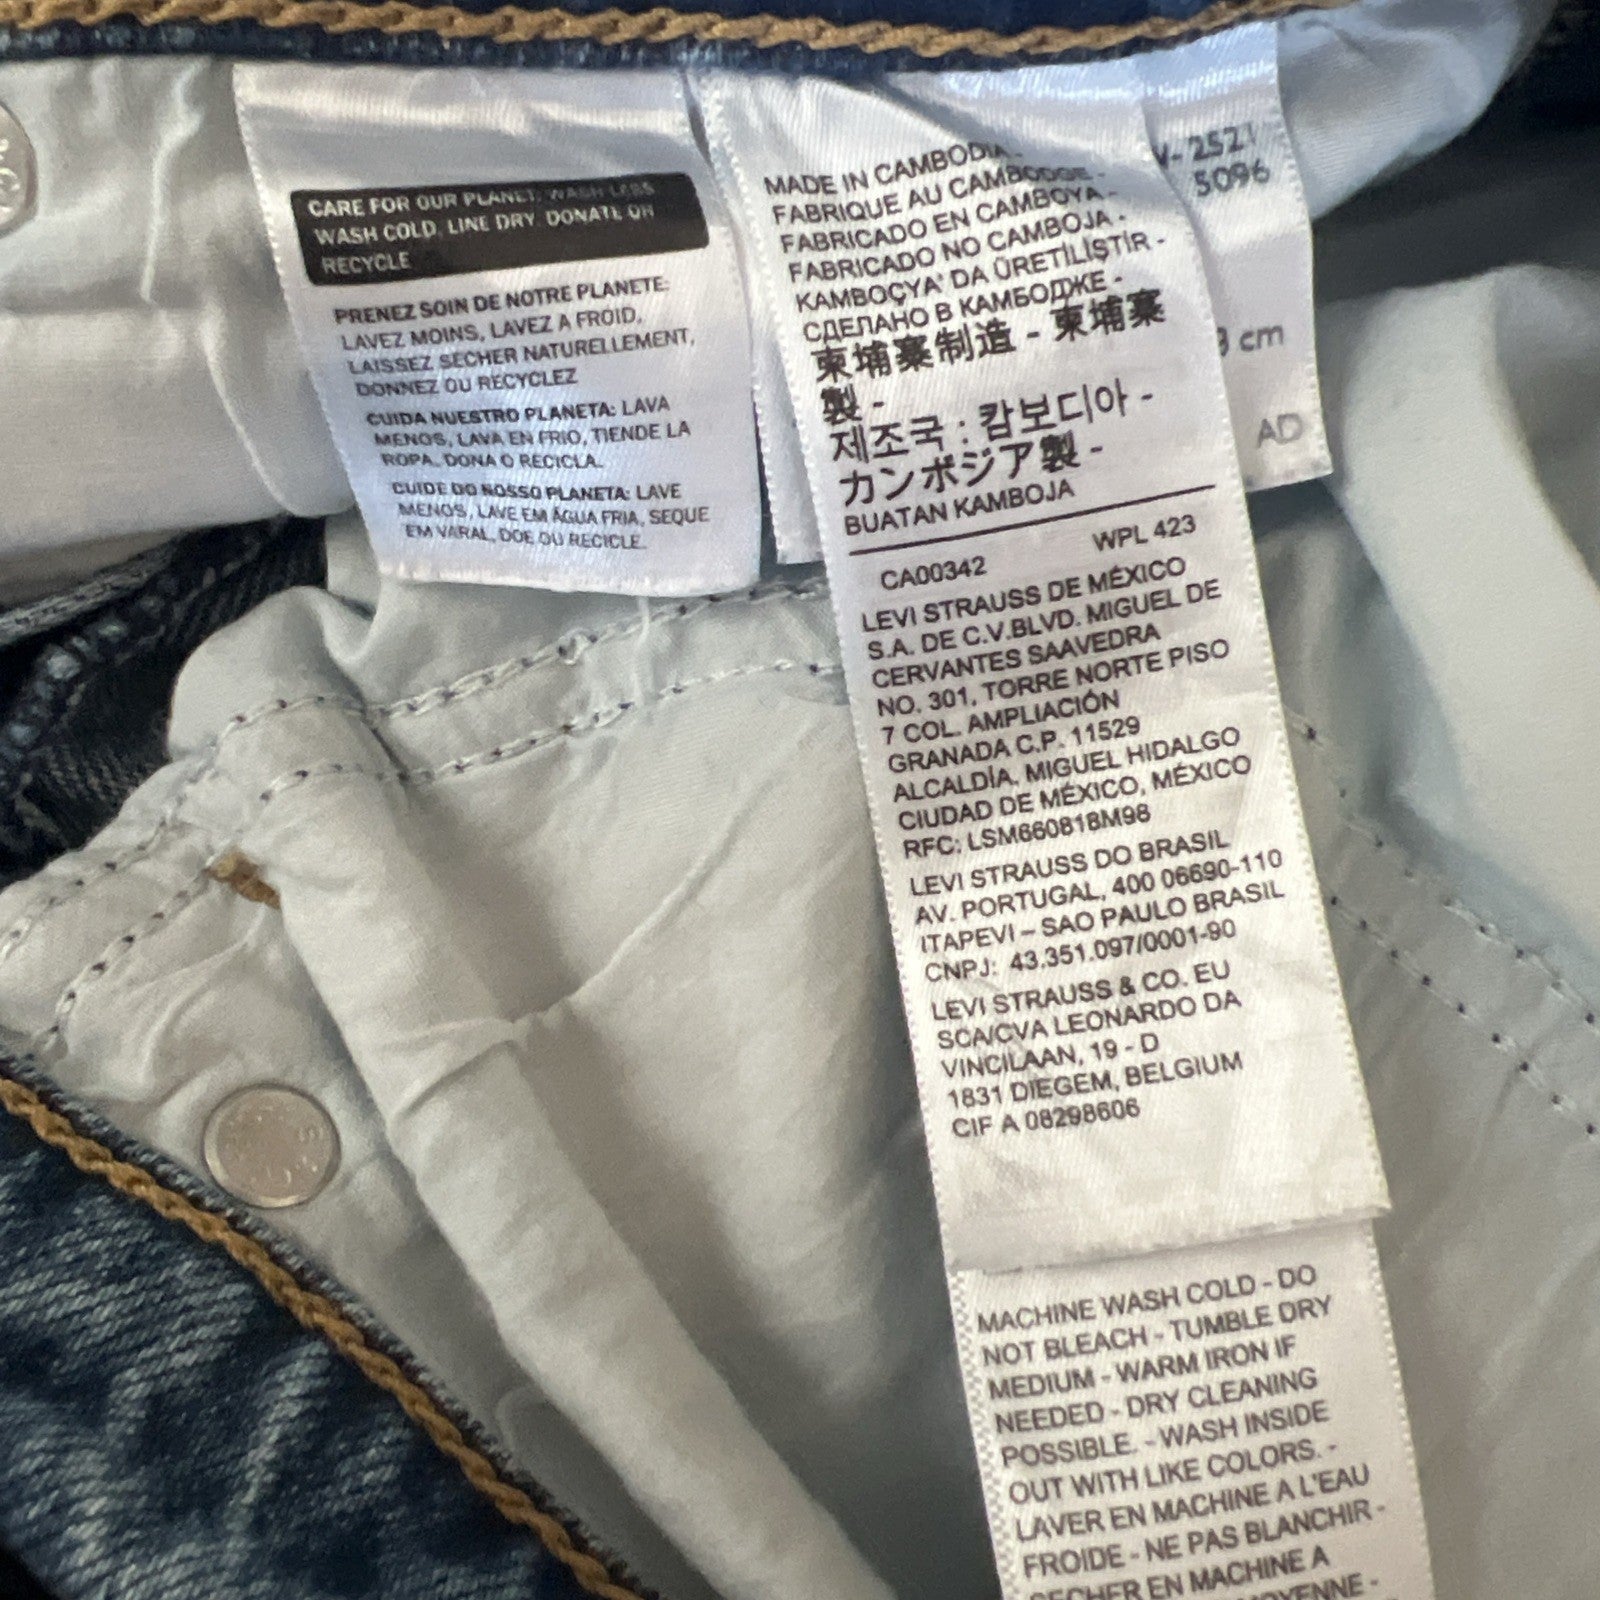 CARE FOR OUR PLANET: WASH LESS
WASH COLD, LINE DRY, DONATE OR
RECYCLE
PRENEZ SOIN DE NOTRE PLANETE:
LAVEZ MOINS, LAVEZ A FROID,
LAISSEZ SECHER NATURELLEMENT,
DONNEZ OU RECYCLEZ
CUIDA NUESTRO PLANETA: LAVA
MENOS, LAVA EN FRIO, TIENDE LA
ROPA, DONA O RECICLA.
CUIDE DO NOSSO PLANETA: LAVE
MENOS, LAVE EM ÁGUA FRIA, SEQUE
EM VARAL, DOE OU RECICLE.
MADE IN CAMBODIA -
FABRIQUE AU CAMBODGE -
FABRICADO EN CAMBOYA -
FABRICADO NO CAMBOJA -
KAMBOÇYA' DA ÜRETİLİŞTİR -
СДЕЛАНО В КАМБОДЖЕ -
柬埔寨制造 - 柬埔寨
製 -
제조국 : 캄보디아 -
カンボジア製 -
BUATAN KAMBOJA
WPL 423
CA00342
LEVI STRAUSS DE MÉXICO
S.A. DE C.V.BLVD. MIGUEL DE
CERVANTES SAAVEDRA
NO. 301, TORRE NORTE PISO
7 COL. AMPLIACIÓN
GRANADA C.P. 11529
ALCALDÍA, MIGUEL HIDALGO
CIUDAD DE MÉXICO, MÉXICO
RFC: LSM660818M98
LEVI STRAUSS DO BRASIL
AV. PORTUGAL, 400 06690-110
ITAPEVI – SAO PAULO BRASIL
CNPJ: 43.351.097/0001-90
LEVI STRAUSS & CO. EU
SCA/CVA LEONARDO DA
VINCILAAN, 19 - D
1831 DIEGEM, BELGIUM
CIF A 08298606
MACHINE WASH COLD - DO
NOT BLEACH - TUMBLE DRY
MEDIUM - WARM IRON IF
NEEDED - DRY CLEANING
POSSIBLE. - WASH INSIDE
OUT WITH LIKE COLORS. -
LAVER EN MACHINE A L'EAU
FROIDE - NE PAS BLANCHIR -
SECHER EN MACHINE A
MOYENNE -
2521
5096
cm
AD